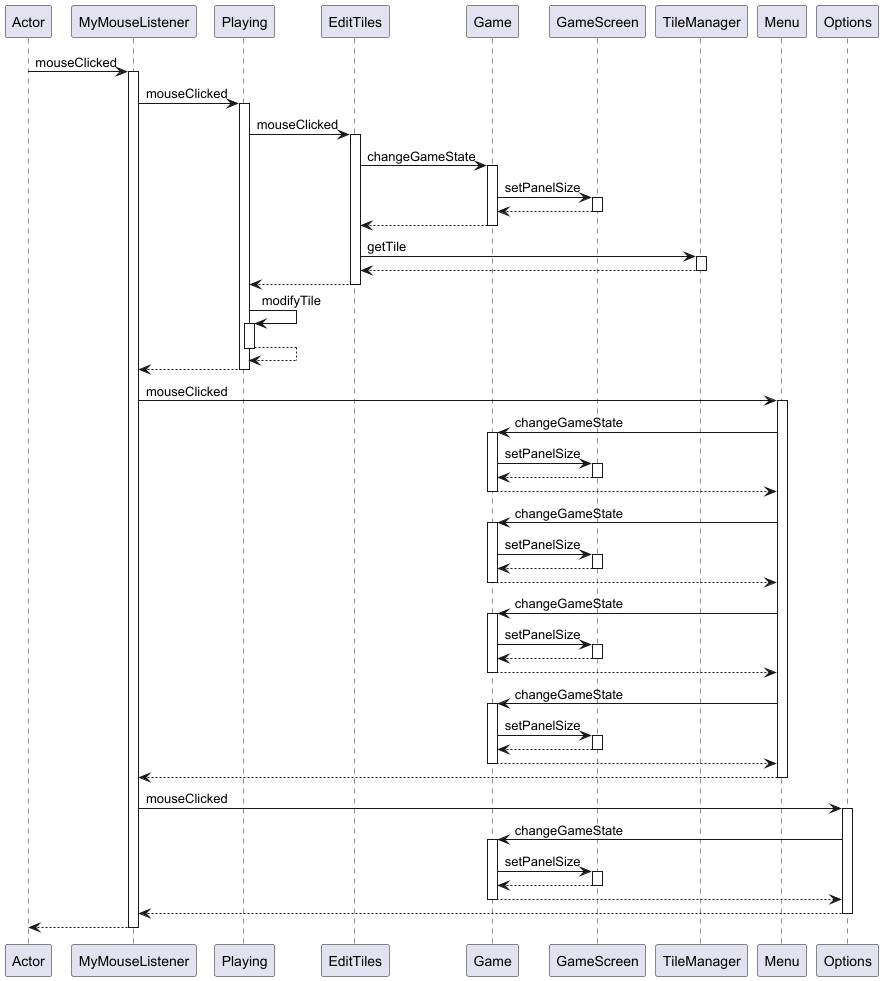 Actor MyMouseListener Playing EditTiles Game GameScreen TileManager Menu Options
mouseClicked
mouseClicked
mouseClicked
changeGameState
setPanelSize
getTile
modifyTile
mouseClicked
changeGameState
setPanelSize
changeGameState
setPanelSize
changeGameState
setPanelSize
changeGameState
setPanelSize
mouseClicked
changeGameState
setPanelSize
Actor MyMouseListener Playing EditTiles Game GameScreen TileManager Menu Options